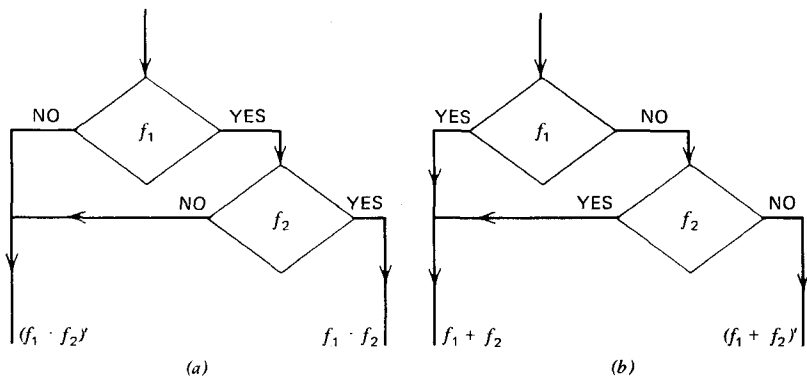 NO
YES
f₁
NO
YES
f₂
(f₁ · f₂)'
f₁ · f₂
(a)
YES
NO
f₁
YES
NO
f₂
f₁ + f₂
(f₁ + f₂)'
(b)